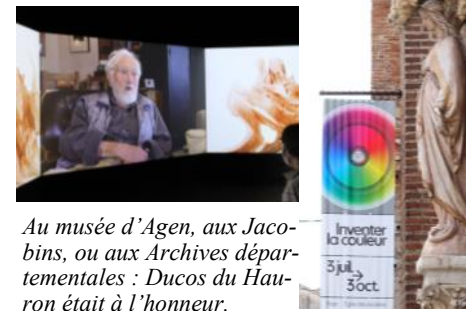 Au musée d'Agen, aux Jaco-
bins, ou aux Archives dépar-
tementales : Ducos du Hau-
ron était à l'honneur.
Inventer
la couleur
3 juil.
→
3 oct.